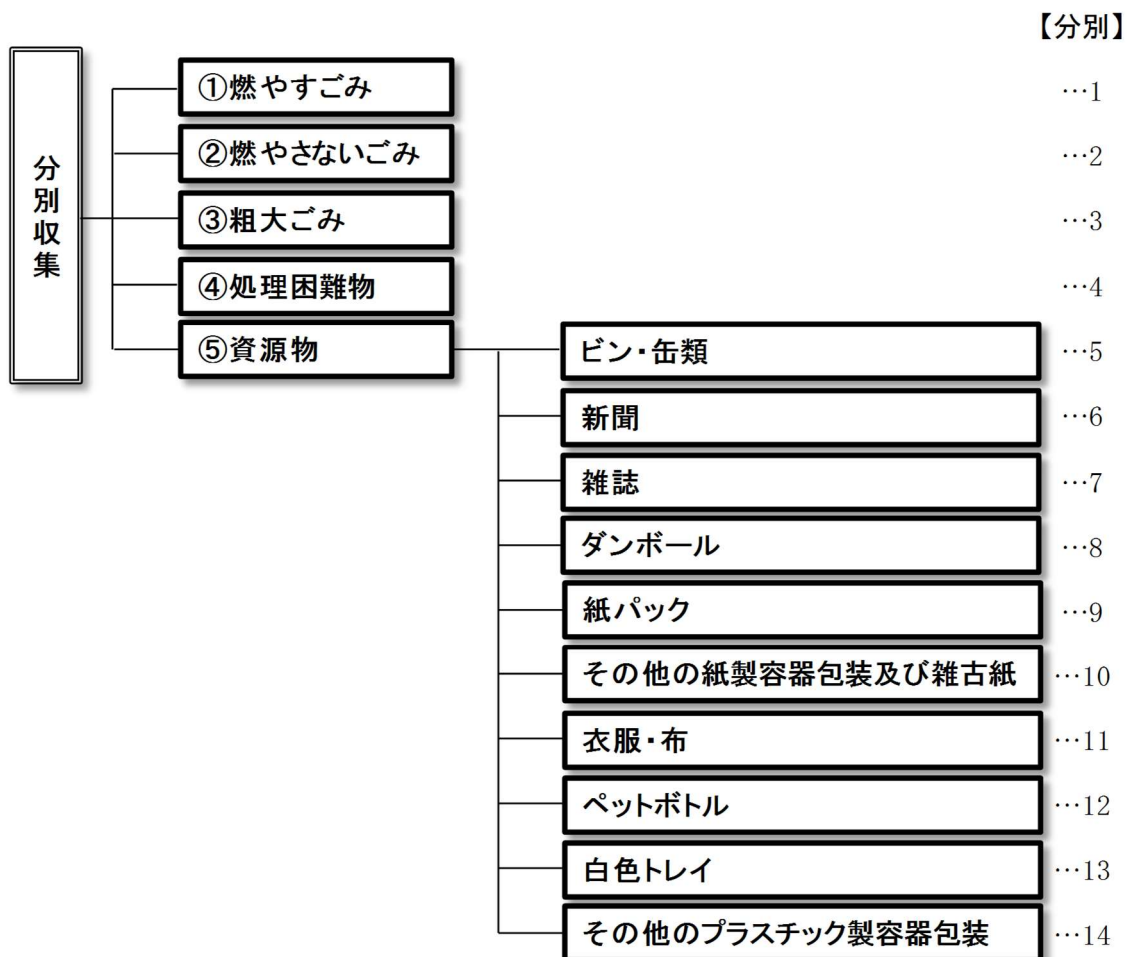 【分別】
分別収集
①燃やすごみ …1
②燃やさないごみ …2
③粗大ごみ …3
④処理困難物 …4
⑤資源物 ビン・缶類 …5
新聞 …6
雑誌 …7
ダンボール …8
紙パック …9
その他の紙製容器包装及び雑古紙 …10
衣服・布 …11
ペットボトル …12
白色トレイ …13
その他のプラスチック製容器包装 …14